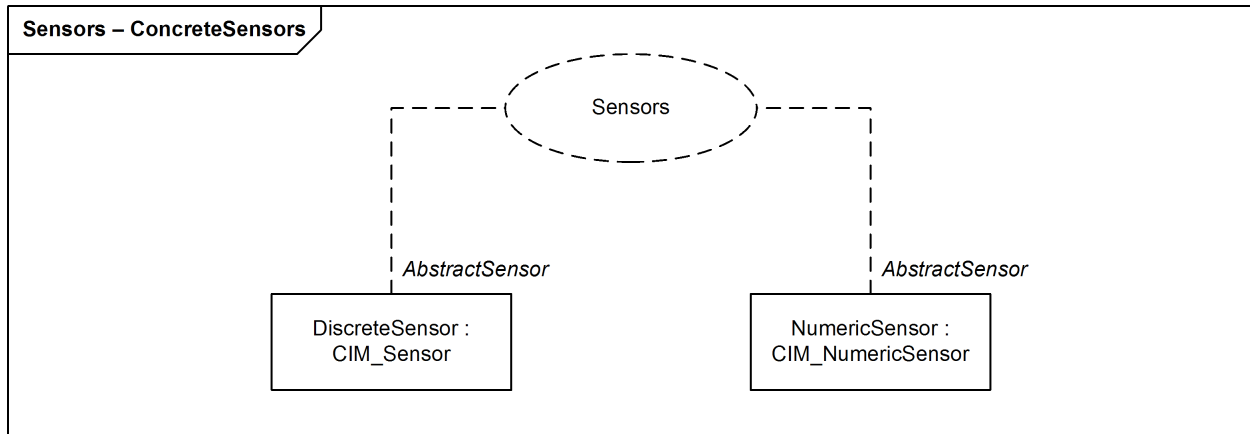 Sensors – ConcreteSensors
Sensors
AbstractSensor
AbstractSensor
DiscreteSensor :
CIM_Sensor
NumericSensor :
CIM_NumericSensor